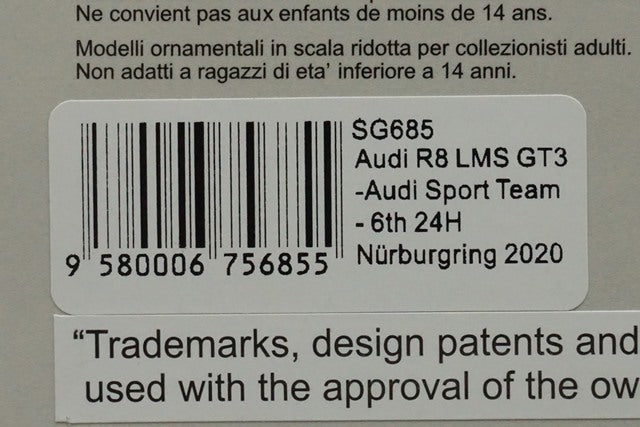 Ne convient pas aux enfants de moins de 14 ans.
Modelli ornamentali in scala ridotta per collezionisti adulti.
Non adatti a ragazzi di eta' inferiore a 14 anni.
SG685
Audi R8 LMS GT3
-Audi Sport Team
- 6th 24H
Nürburgring 2020
9 580006 756855
“Trademarks, design patents and
used with the approval of the ow